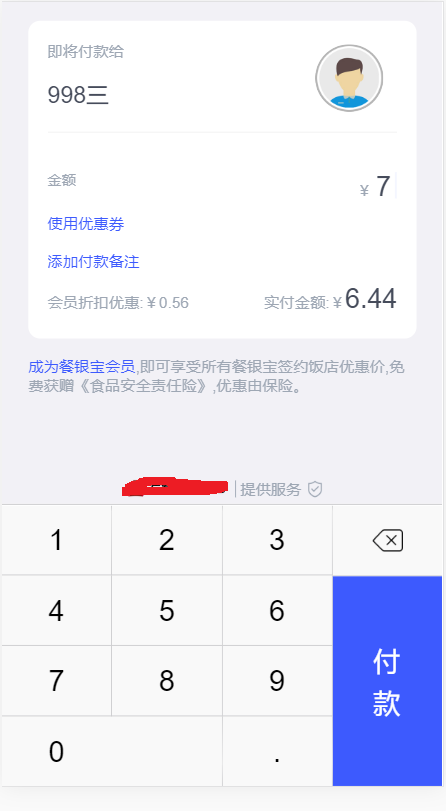 即将付款给
998三
金额
¥ 7
使用优惠券
添加付款备注
会员折扣优惠:¥0.56 实付金额:¥6.44
成为餐银宝会员,即可享受所有餐银宝签约饭店优惠价,免
费获赠《食品安全责任险》,优惠由保险。
提供服务
1 2 3
4 5 6
付
7 8 9
款
0 .